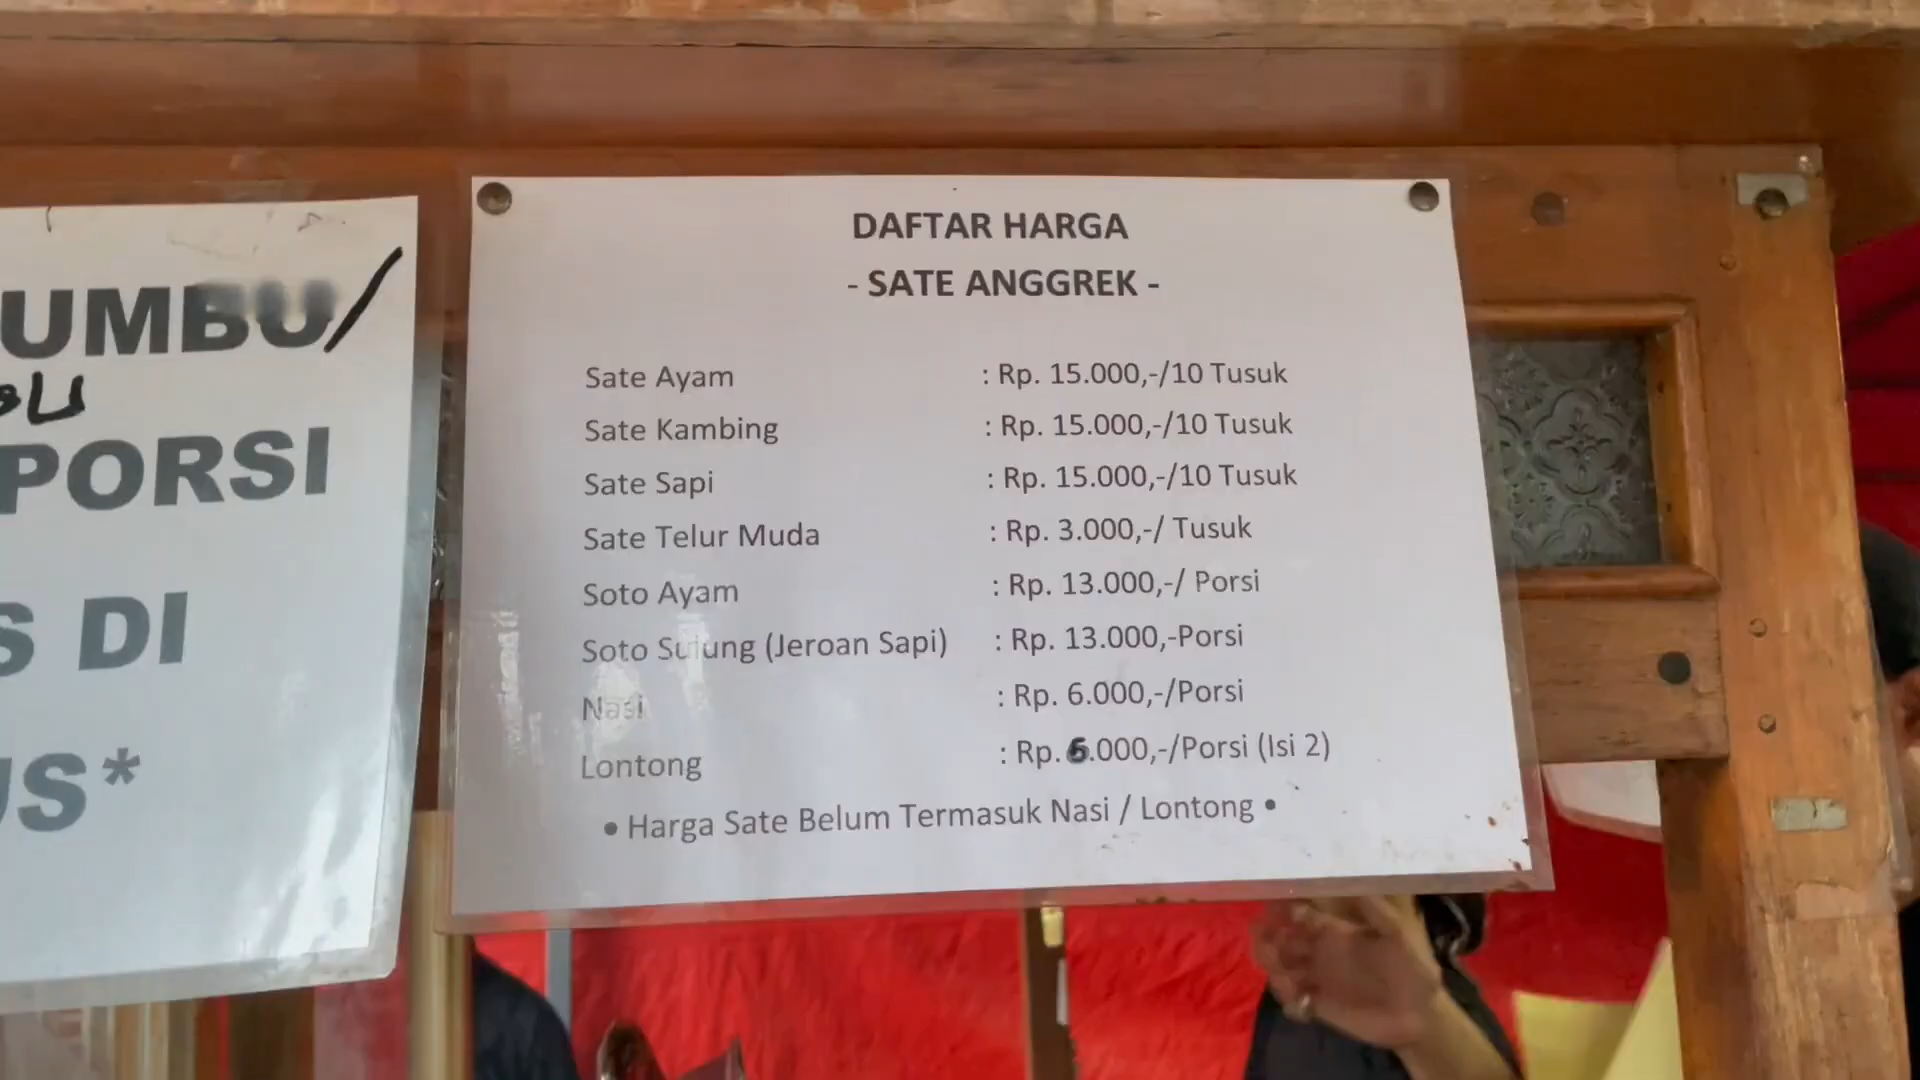 UMBU/
PORSI
S DI
US*
DAFTAR HARGA
- SATE ANGGREK -
Sate Ayam : Rp. 15.000,-/10 Tusuk
Sate Kambing : Rp. 15.000,-/10 Tusuk
Sate Sapi : Rp. 15.000,-/10 Tusuk
Sate Telur Muda : Rp. 3.000,-/ Tusuk
Soto Ayam : Rp. 13.000,-/ Porsi
Soto Sulung (Jeroan Sapi) : Rp. 13.000,-Porsi
Nasi : Rp. 6.000,-/Porsi
Lontong : Rp. 6.000,-/Porsi (Isi 2)
• Harga Sate Belum Termasuk Nasi / Lontong •